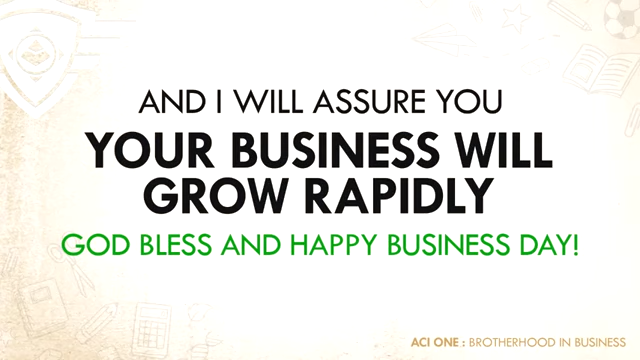 AND I WILL ASSURE YOU
YOUR BUSINESS WILL
GROW RAPIDLY
GOD BLESS AND HAPPY BUSINESS DAY!
ACI ONE : BROTHERHOOD IN BUSINESS